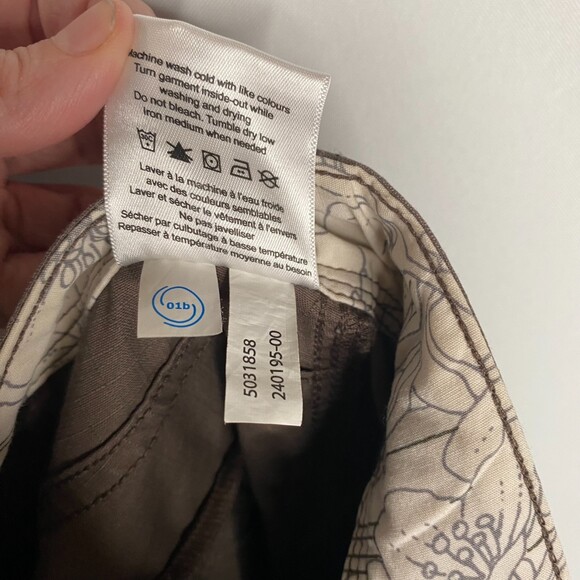 Machine wash cold with like colours
Turn garment inside-out while
washing and drying
Do not bleach. Tumble dry low
iron medium when needed
30C
Laver à la machine à l'eau froide
avec des couleurs semblables
Laver et sécher le vêtement à l'envers
Ne pas javelliser
Sécher par culbutage à basse température
Repasser à température moyenne au besoin
01b
5031858
240195-00